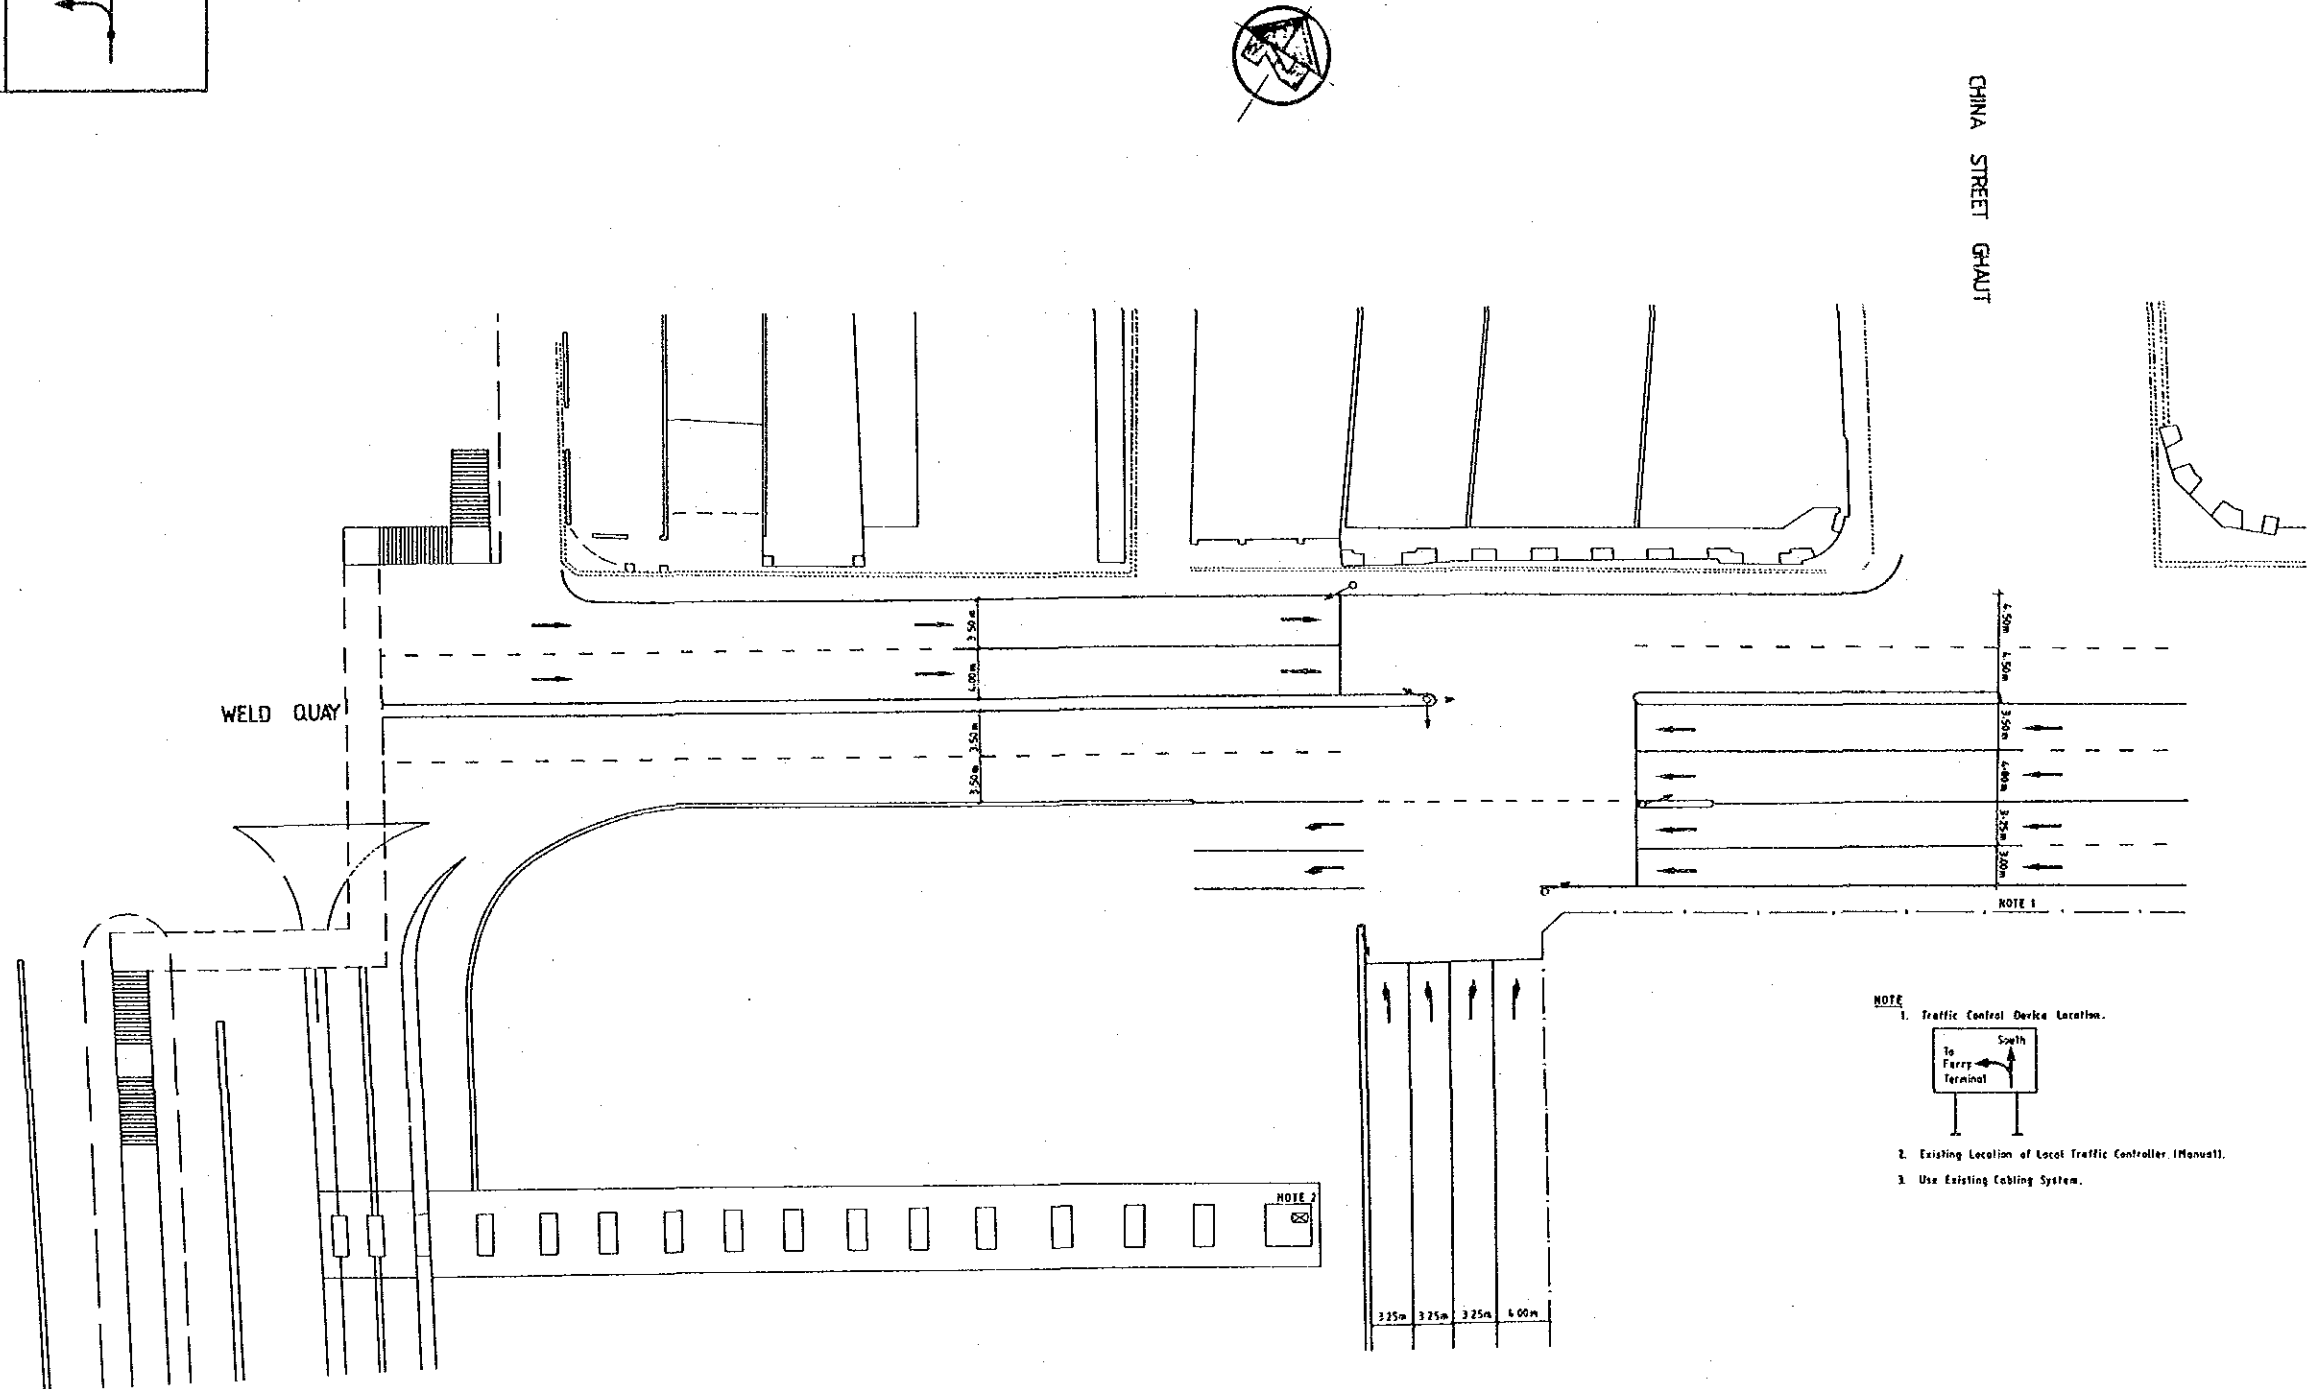 CHINA STREET GHAUT
WELD QUAY
3.50m
4.00m
3.50m
3.50m
4.50m
4.50m
3.50m
4.00m
3.25m
3.00m
NOTE 1
NOTE
1. Traffic Control Device Location.
South
To
Ferry
Terminal
2. Existing Location of Local Traffic Controller (Manual).
3. Use Existing Cabling System.
NOTE 2
3.25m 3.25m 3.25m 4.00m